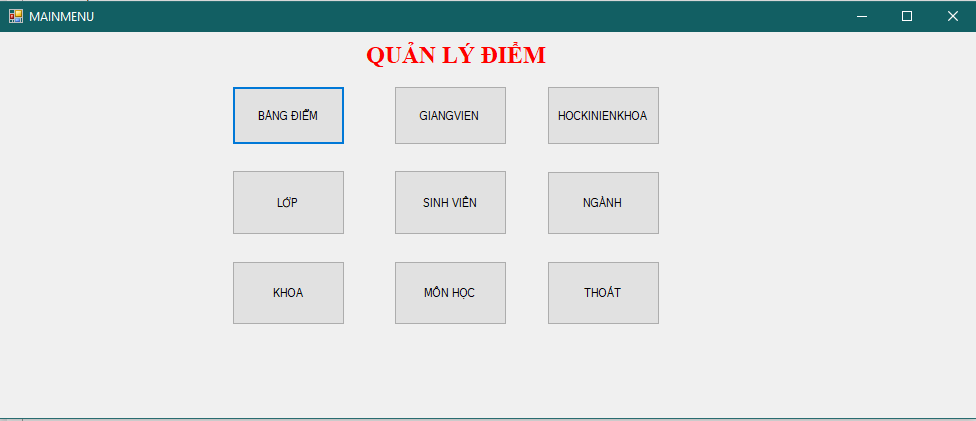 MAINMENU
QUẢN LÝ ĐIỂM
BẢNG ĐIỂM GIANGVIEN HOCKINIENKHOA
LỚP SINH VIÊN NGÀNH
KHOA MÔN HỌC THOÁT